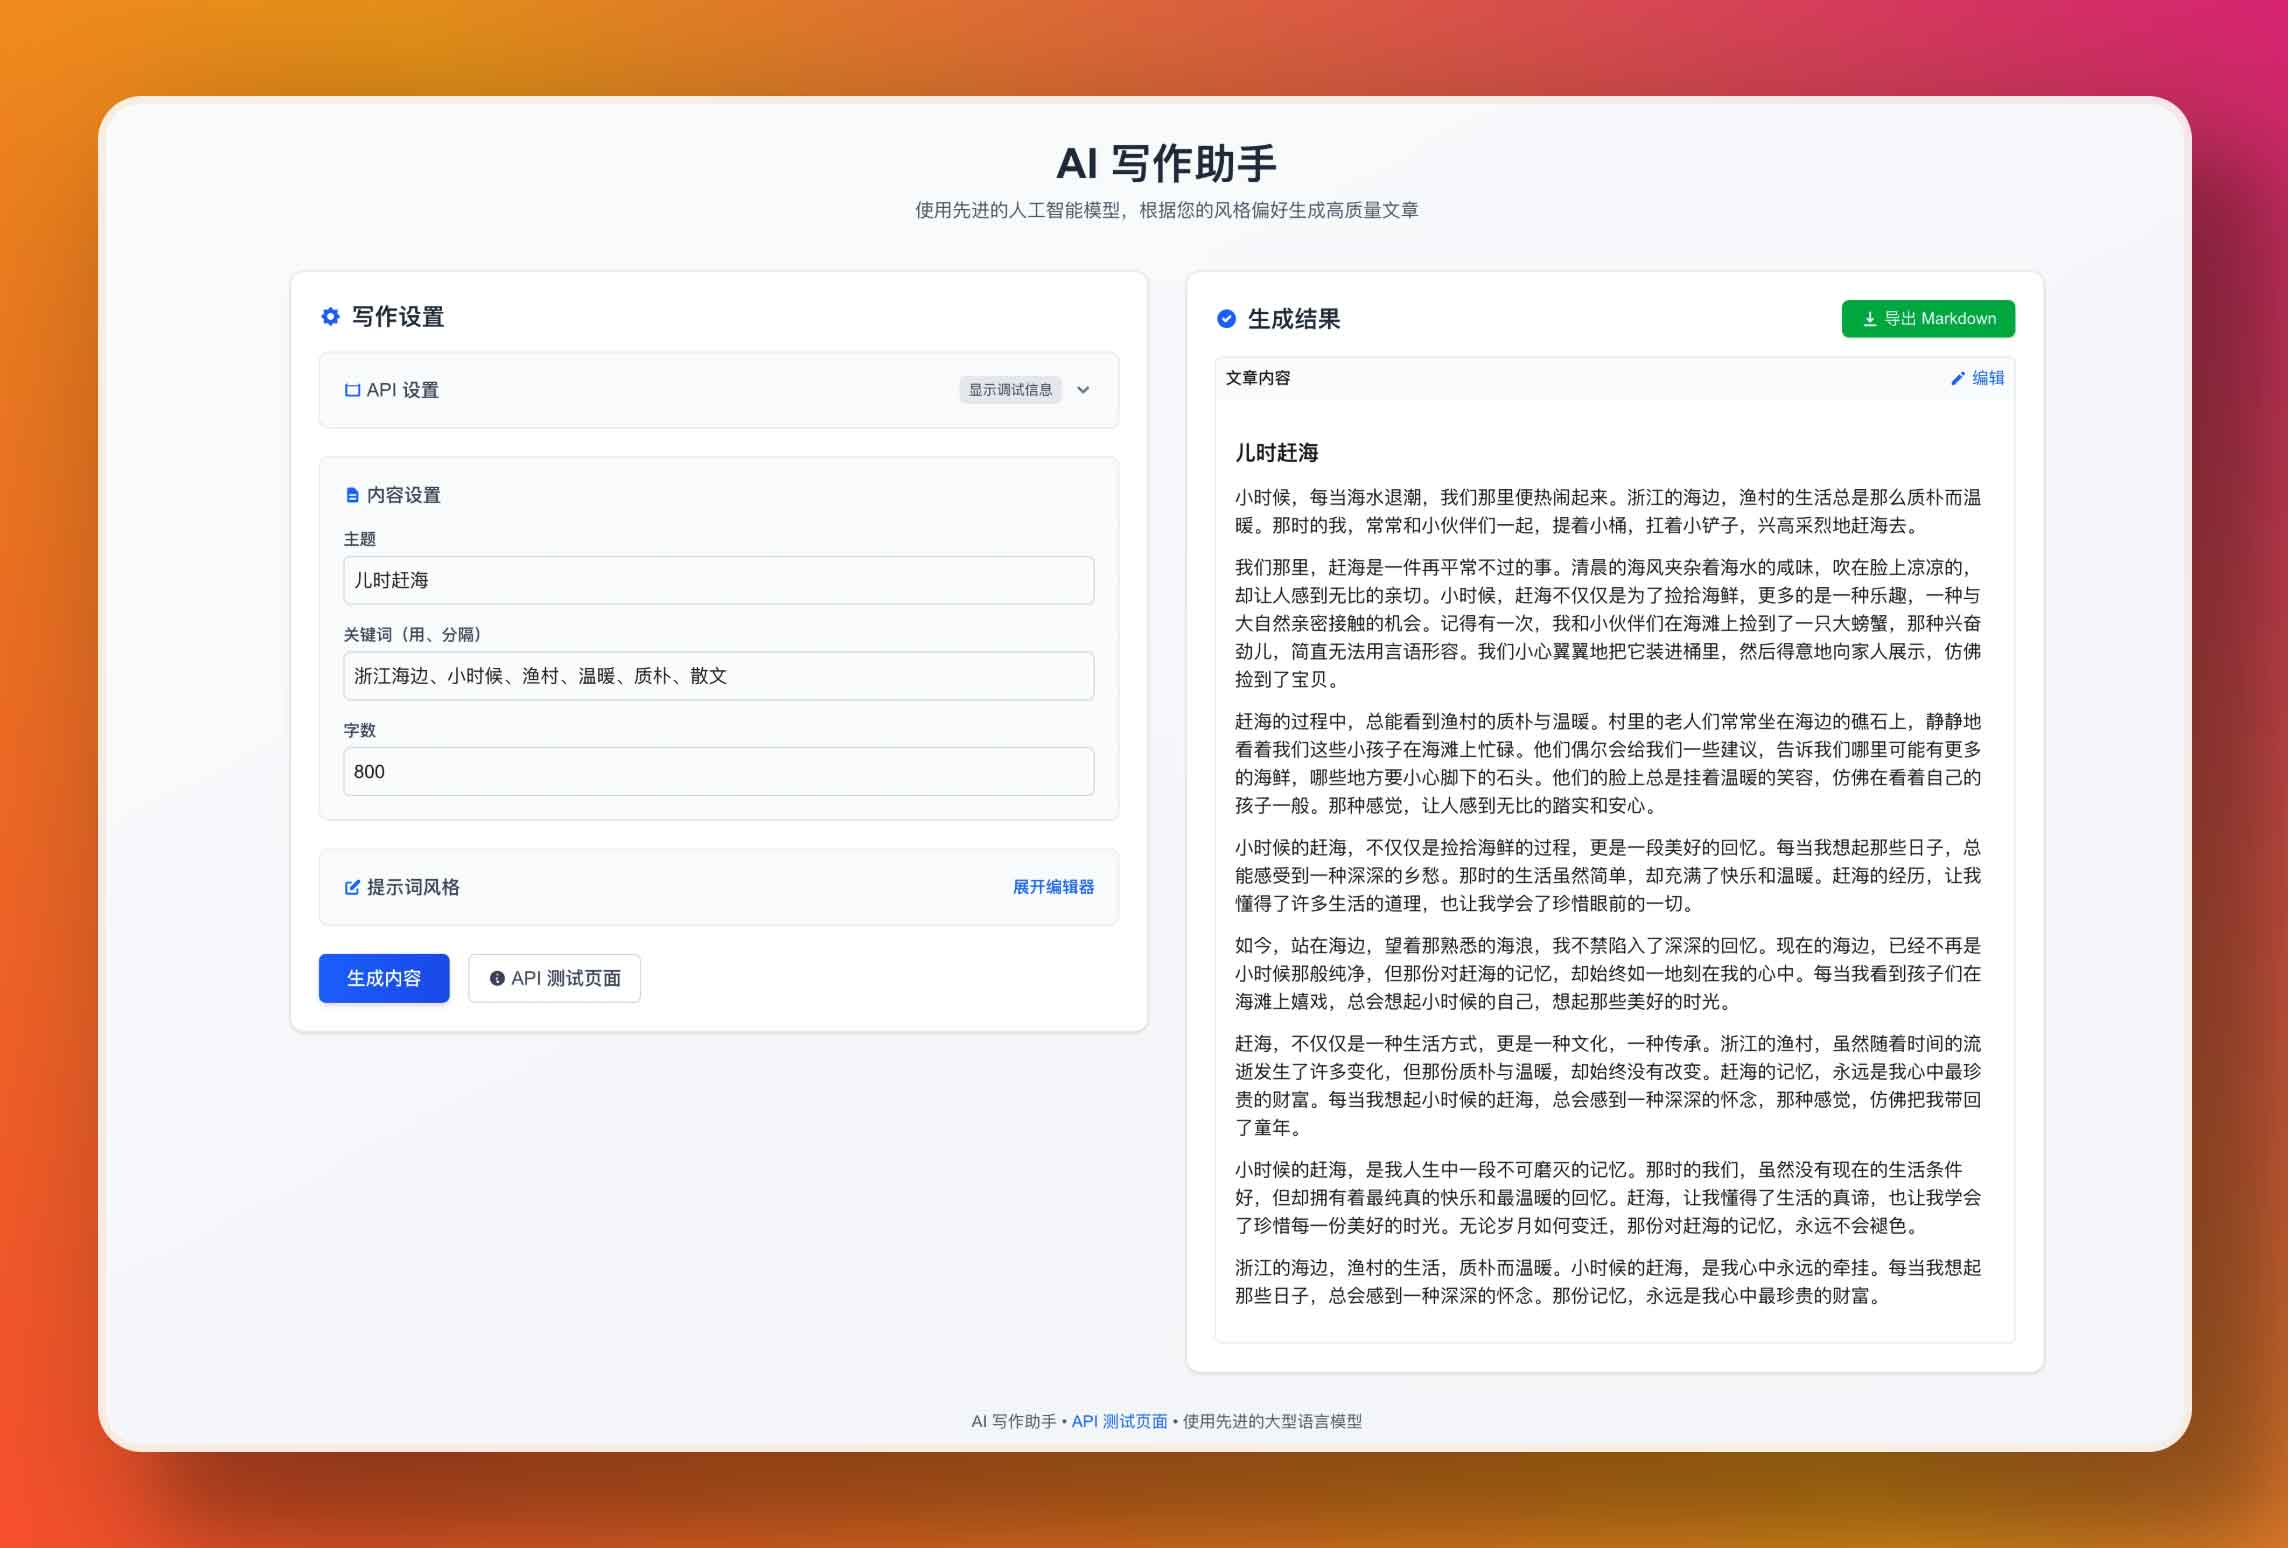 AI 写作助手
使用先进的人工智能模型，根据您的风格偏好生成高质量文章
写作设置
API 设置
显示调试信息
内容设置
主题
儿时赶海
关键词（用、分隔）
浙江海边、小时候、渔村、温暖、质朴、散文
字数
800
提示词风格
展开编辑器
生成内容
API 测试页面
生成结果
导出 Markdown
文章内容
编辑
儿时赶海
小时候，每当海水退潮，我们那里便热闹起来。浙江的海边，渔村的生活总是那么质朴而温
暖。那时的我，常常和小伙伴们一起，提着小桶，扛着小铲子，兴高采烈地赶海去。
我们那里，赶海是一件再平常不过的事。清晨的海风夹杂着海水的咸味，吹在脸上凉凉的，
却让人感到无比的亲切。小时候，赶海不仅仅是为了捡拾海鲜，更多的是一种乐趣，一种与
大自然亲密接触的机会。记得有一次，我和小伙伴们在海滩上捡到了一只大螃蟹，那种兴奋
劲儿，简直无法用言语形容。我们小心翼翼地把它装进桶里，然后得意地向家人展示，仿佛
捡到了宝贝。
赶海的过程中，总能看到渔村的质朴与温暖。村里的老人们常常坐在海边的礁石上，静静地
看着我们这些小孩子在海滩上忙碌。他们偶尔会给我们一些建议，告诉我们哪里可能有更多
的海鲜，哪些地方要小心脚下的石头。他们的脸上总是挂着温暖的笑容，仿佛在看着自己的
孩子一般。那种感觉，让人感到无比的踏实和安心。
小时候的赶海，不仅仅是捡拾海鲜的过程，更是一段美好的回忆。每当我想起那些日子，总
能感受到一种深深的乡愁。那时的生活虽然简单，却充满了快乐和温暖。赶海的经历，让我
懂得了许多生活的道理，也让我学会了珍惜眼前的一切。
如今，站在海边，望着那熟悉的海浪，我不禁陷入了深深的回忆。现在的海边，已经不再是
小时候那般纯净，但那份对赶海的记忆，却始终如一地刻在我的心中。每当我看到孩子们在
海滩上嬉戏，总会想起小时候的自己，想起那些美好的时光。
赶海，不仅仅是一种生活方式，更是一种文化，一种传承。浙江的渔村，虽然随着时间的流
逝发生了许多变化，但那份质朴与温暖，却始终没有改变。赶海的记忆，永远是我心中最珍
贵的财富。每当我想起小时候的赶海，总会感到一种深深的怀念，那种感觉，仿佛把我带回
了童年。
小时候的赶海，是我人生中一段不可磨灭的记忆。那时的我们，虽然没有现在的生活条件
好，但却拥有着最纯真的快乐和最温暖的回忆。赶海，让我懂得了生活的真谛，也让我学会
了珍惜每一份美好的时光。无论岁月如何变迁，那份对赶海的记忆，永远不会褪色。
浙江的海边，渔村的生活，质朴而温暖。小时候的赶海，是我心中永远的牵挂。每当我想起
那些日子，总会感到一种深深的怀念。那份记忆，永远是我心中最珍贵的财富。
AI 写作助手 • API 测试页面 • 使用先进的大型语言模型